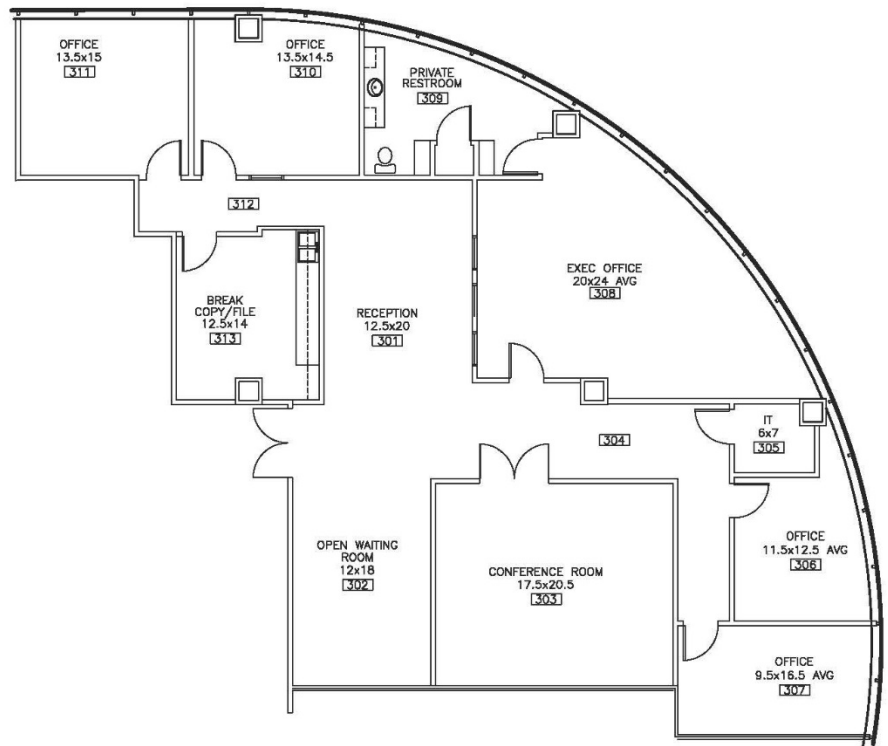 OFFICE
13.5x15
311
OFFICE
13.5x14.5
310
PRIVATE
RESTROOM
309
312
BREAK
COPY/FILE
12.5x14
313
RECEPTION
12.5x20
301
EXEC OFFICE
20x24 AVG
308
304
IT
6x7
305
OPEN WAITING
ROOM
12x18
302
CONFERENCE ROOM
17.5x20.5
303
OFFICE
11.5x12.5 AVG
306
OFFICE
9.5x16.5 AVG
307